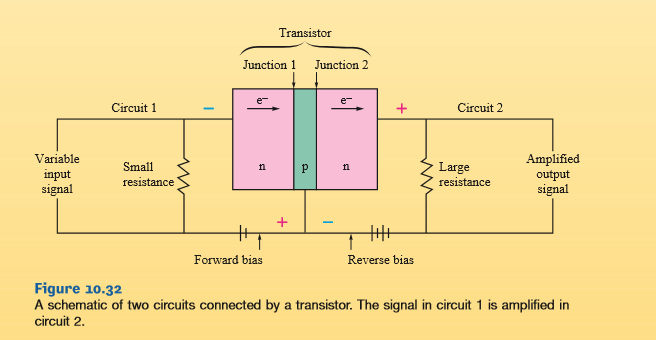 Transistor
Junction 1 Junction 2
Circuit 1
−
e−
e−
+
Circuit 2
Variable
input
signal
Small
resistance
n
p
n
Large
resistance
Amplified
output
signal
+
−
Forward bias
Reverse bias
Figure 10.32
A schematic of two circuits connected by a transistor. The signal in circuit 1 is amplified in
circuit 2.